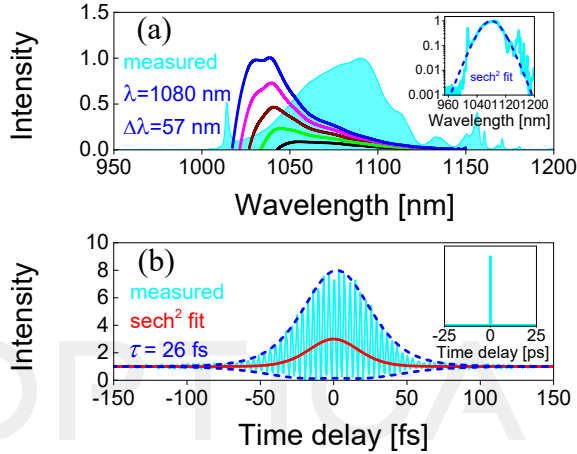 (a)
measured
λ=1080 nm
Δλ=57 nm
Intensity
1.5
1.0
0.5
0.0
950
1000
1050
1100
1150
1200
Wavelength [nm]
1
0.1
0.01
0.001
sech² fit
960 1040 1120 1200
Wavelength [nm]
(b)
measured
sech² fit
τ = 26 fs
Intensity
10
8
6
4
2
0
-150
-100
-50
0
50
100
150
Time delay [fs]
-25 0 25
Time delay [ps]
OPTICA